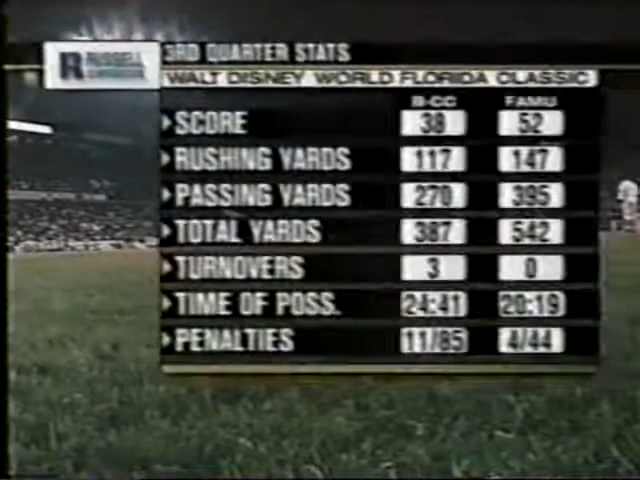 R RUSSELL
3RD QUARTER STATS
WALT DISNEY WORLD FLORIDA CLASSIC
B-CC FAMU
SCORE 38 52
RUSHING YARDS 117 147
PASSING YARDS 270 395
TOTAL YARDS 387 542
TURNOVERS 3 0
TIME OF POSS. 24:41 20:19
PENALTIES 11/85 4/44